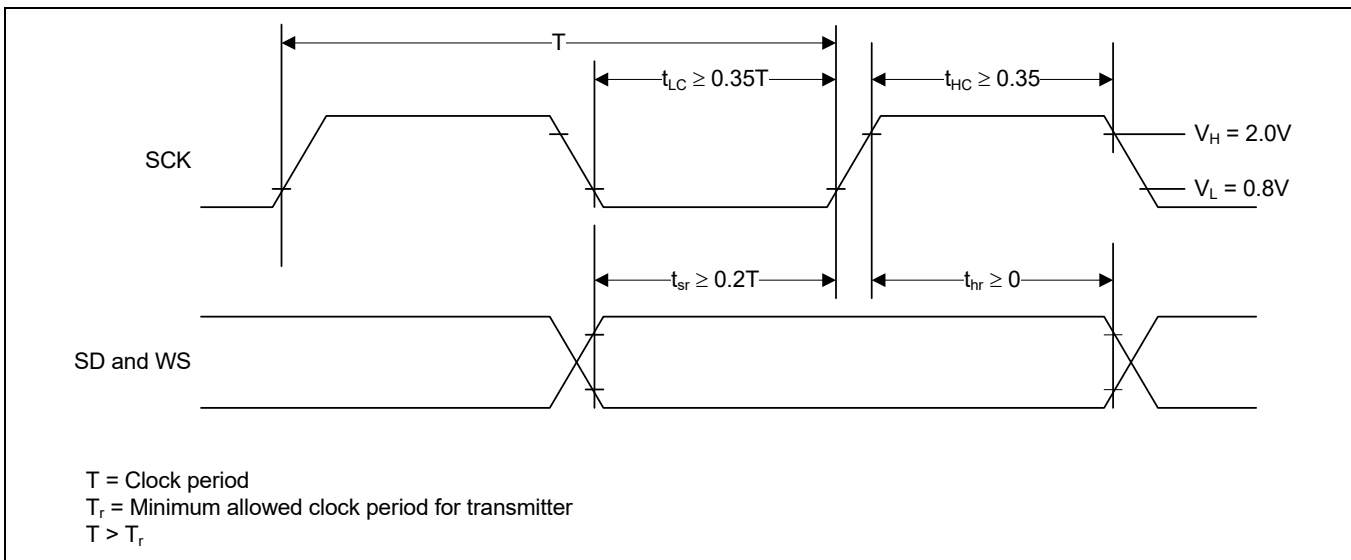 T
t_LC ≥ 0.35T
t_HC ≥ 0.35
SCK
V_H = 2.0V
V_L = 0.8V
t_sr ≥ 0.2T
t_hr ≥ 0
SD and WS
T = Clock period
T_r = Minimum allowed clock period for transmitter
T > T_r